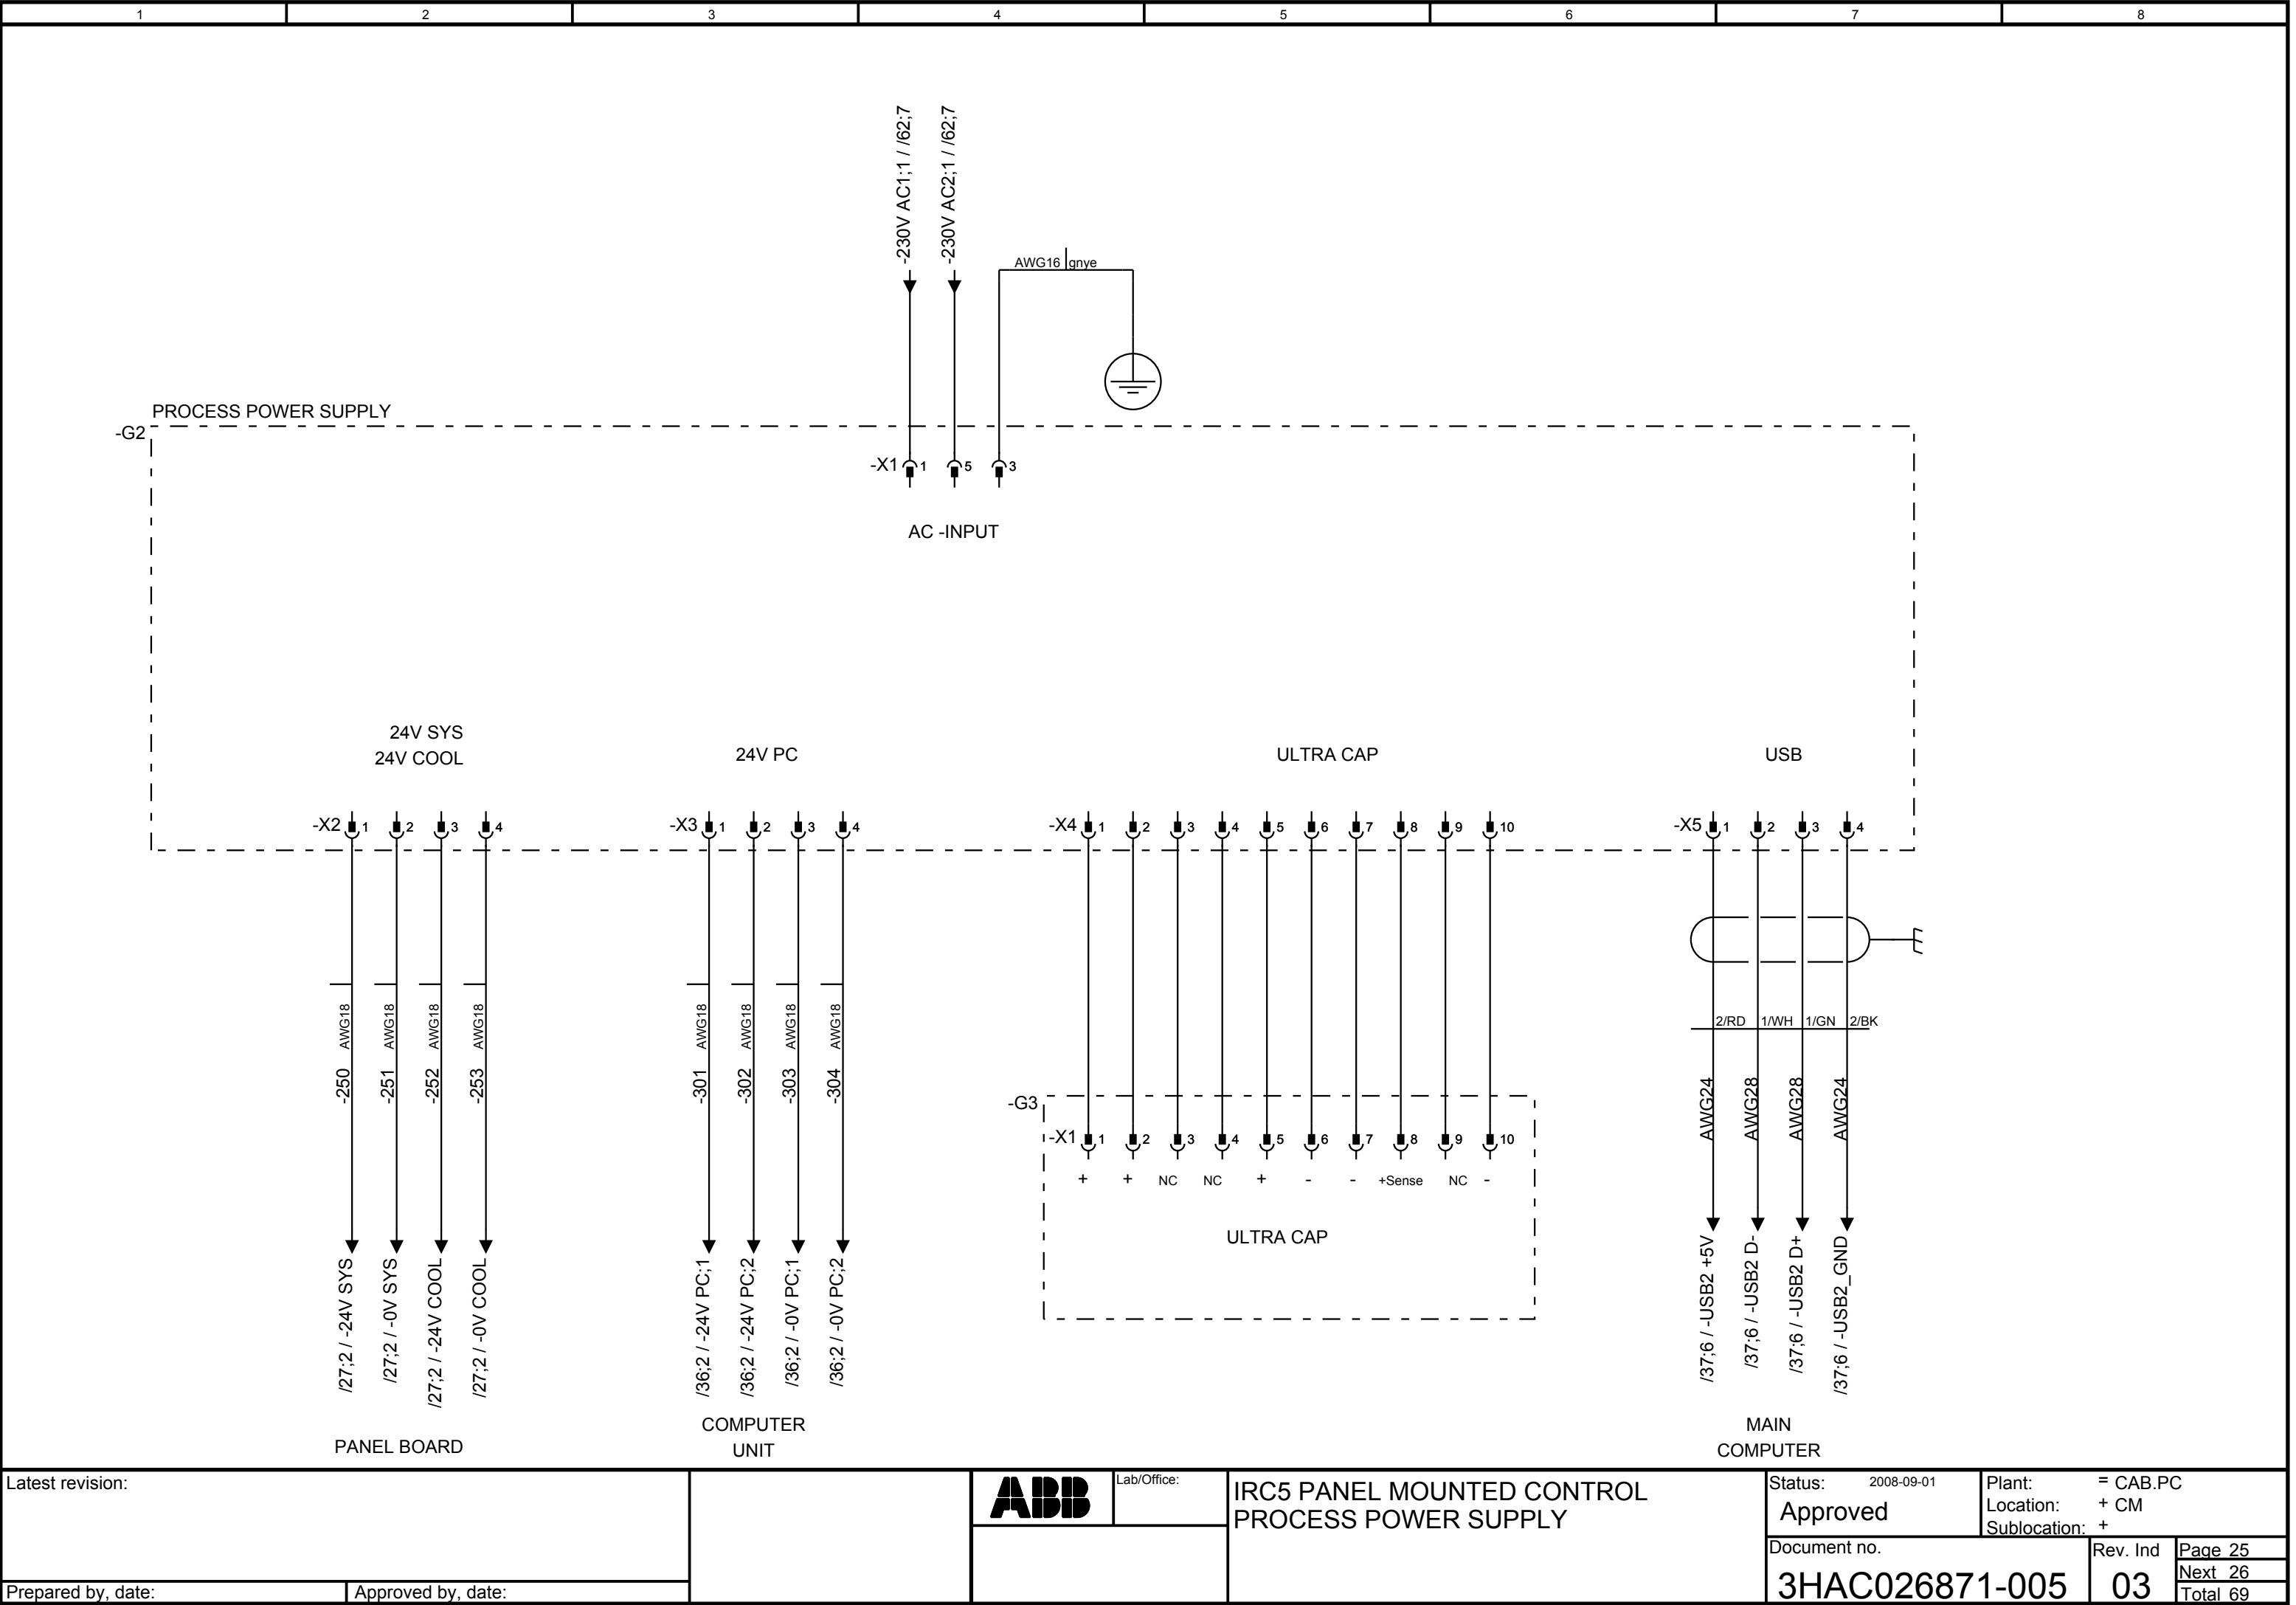 1 2 3 4 5 6 7 8
-230V AC1;1 / /62;7
-230V AC2;1 / /62;7
AWG16 gnye
PROCESS POWER SUPPLY
-G2
-X1 1 5 3
AC -INPUT
24V SYS
24V COOL
24V PC
ULTRA CAP
USB
-X2 1 2 3 4
-X3 1 2 3 4
-X4 1 2 3 4 5 6 7 8 9 10
-X5 1 2 3 4
AWG18 AWG18 AWG18 AWG18
-250 -251 -252 -253
AWG18 AWG18 AWG18 AWG18
-301 -302 -303 -304
2/RD 1/WH 1/GN 2/BK
AWG24 AWG28 AWG28 AWG24
-G3
-X1 1 2 3 4 5 6 7 8 9 10
+ + NC NC + - - +Sense NC -
ULTRA CAP
/27;2 / -24V SYS
/27;2 / -0V SYS
/27;2 / -24V COOL
/27;2 / -0V COOL
/36;2 / -24V PC;1
/36;2 / -24V PC;2
/36;2 / -0V PC;1
/36;2 / -0V PC;2
/37;6 / -USB2 +5V
/37;6 / -USB2 D-
/37;6 / -USB2 D+
/37;6 / -USB2_GND
PANEL BOARD
COMPUTER
UNIT
MAIN
COMPUTER
Latest revision:
Prepared by, date:
Approved by, date:
ABB
Lab/Office:
IRC5 PANEL MOUNTED CONTROL
PROCESS POWER SUPPLY
Status: 2008-09-01
Approved
Plant: = CAB.PC
Location: + CM
Sublocation: +
Document no.
3HAC026871-005
Rev. Ind
03
Page 25
Next 26
Total 69